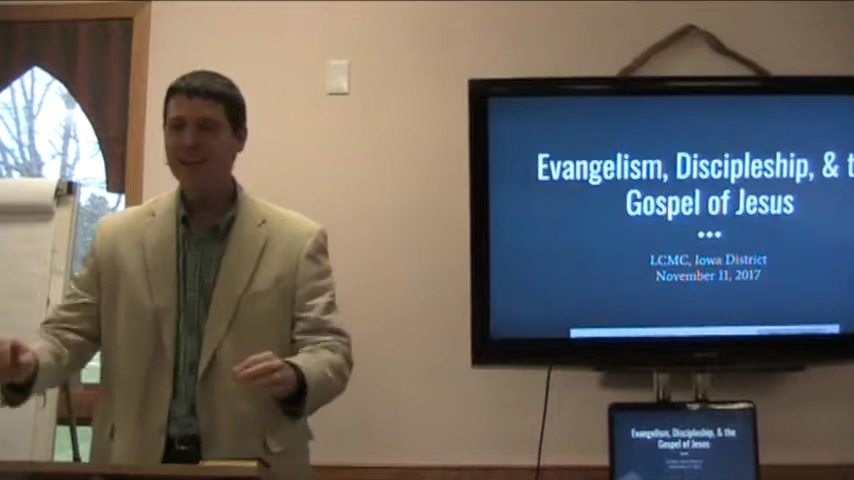 Evangelism, Discipleship, & t
Gospel of Jesus
LCMC, Iowa District
November 11, 2017
Evangelism, Discipleship, & the
Gospel of Jesus